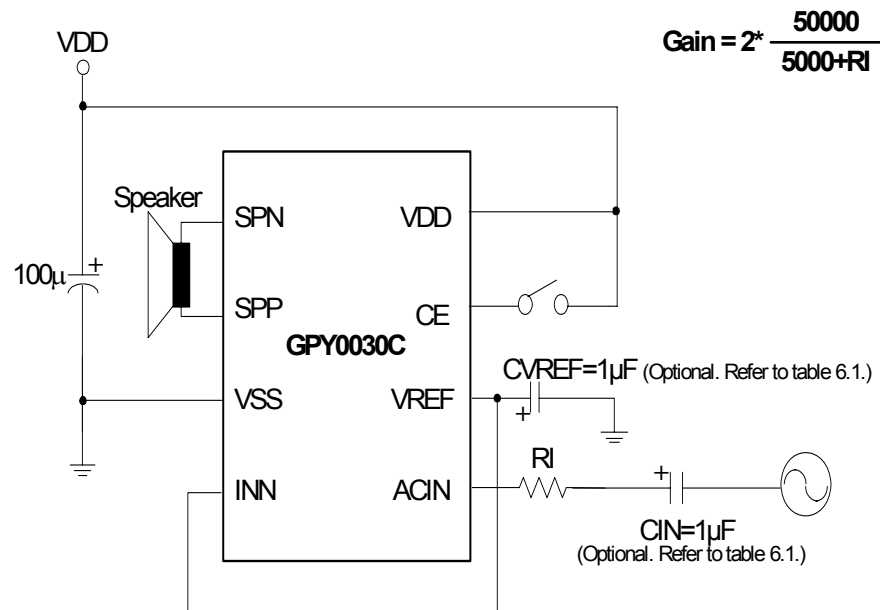 VDD
Gain = 2* 50000
5000+RI
Speaker
SPN
VDD
100μ
+
SPP
CE
GPY0030C
CVREF=1μF (Optional. Refer to table 6.1.)
VSS
VREF
+
RI
+
INN
ACIN
CIN=1μF
(Optional. Refer to table 6.1.)